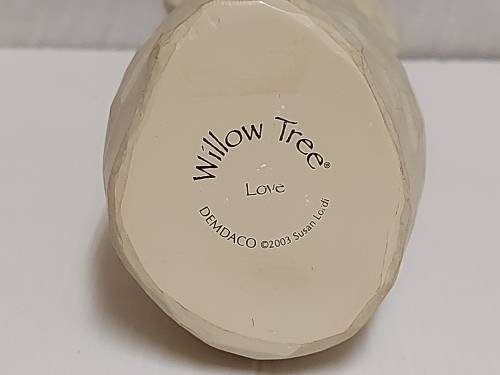 Willow Tree®
Love
DEMDACO ©2003 Susan Lordi